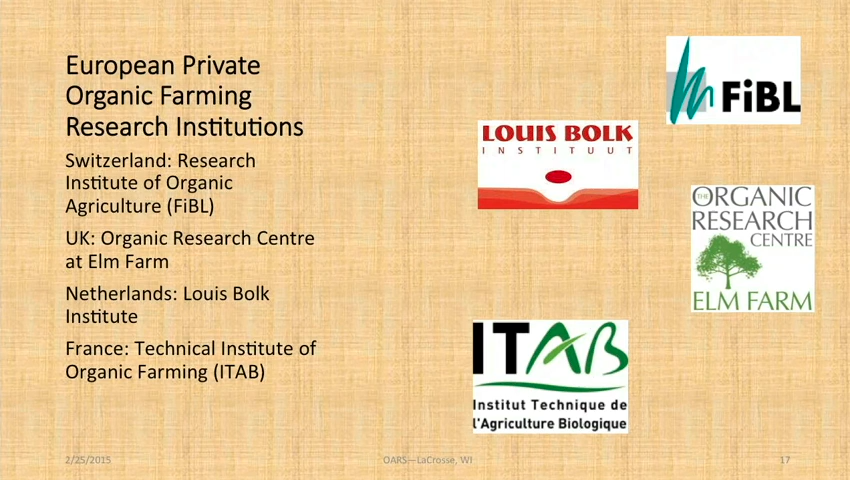 European Private
Organic Farming
Research Institutions
Switzerland: Research
Institute of Organic
Agriculture (FiBL)
UK: Organic Research Centre
at Elm Farm
Netherlands: Louis Bolk
Institute
France: Technical Institute of
Organic Farming (ITAB)
FiBL
LOUIS BOLK
INSTITUUT
THE ORGANIC
RESEARCH
CENTRE
ELM FARM
ITAB
Institut Technique de
l'Agriculture Biologique
2/25/2015
OARS—LaCrosse, WI
17